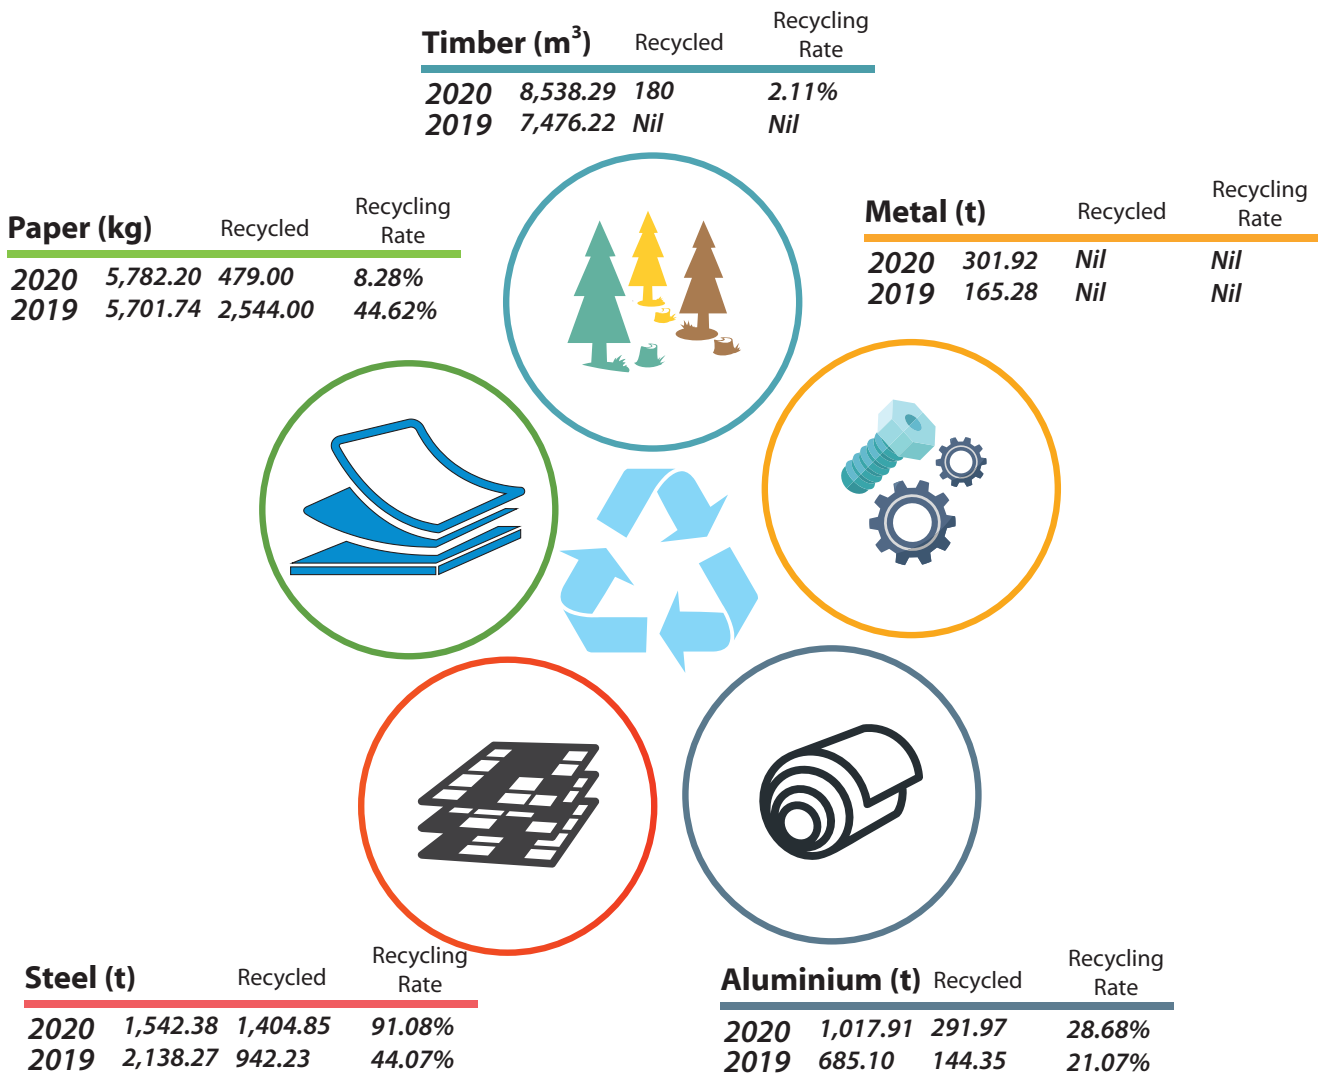 Timber (m³) Recycled Recycling Rate
2020 8,538.29 180 2.11%
2019 7,476.22 Nil Nil
Paper (kg) Recycled Recycling Rate
2020 5,782.20 479.00 8.28%
2019 5,701.74 2,544.00 44.62%
Metal (t) Recycled Recycling Rate
2020 301.92 Nil Nil
2019 165.28 Nil Nil
Steel (t) Recycled Recycling Rate
2020 1,542.38 1,404.85 91.08%
2019 2,138.27 942.23 44.07%
Aluminium (t) Recycled Recycling Rate
2020 1,017.91 291.97 28.68%
2019 685.10 144.35 21.07%